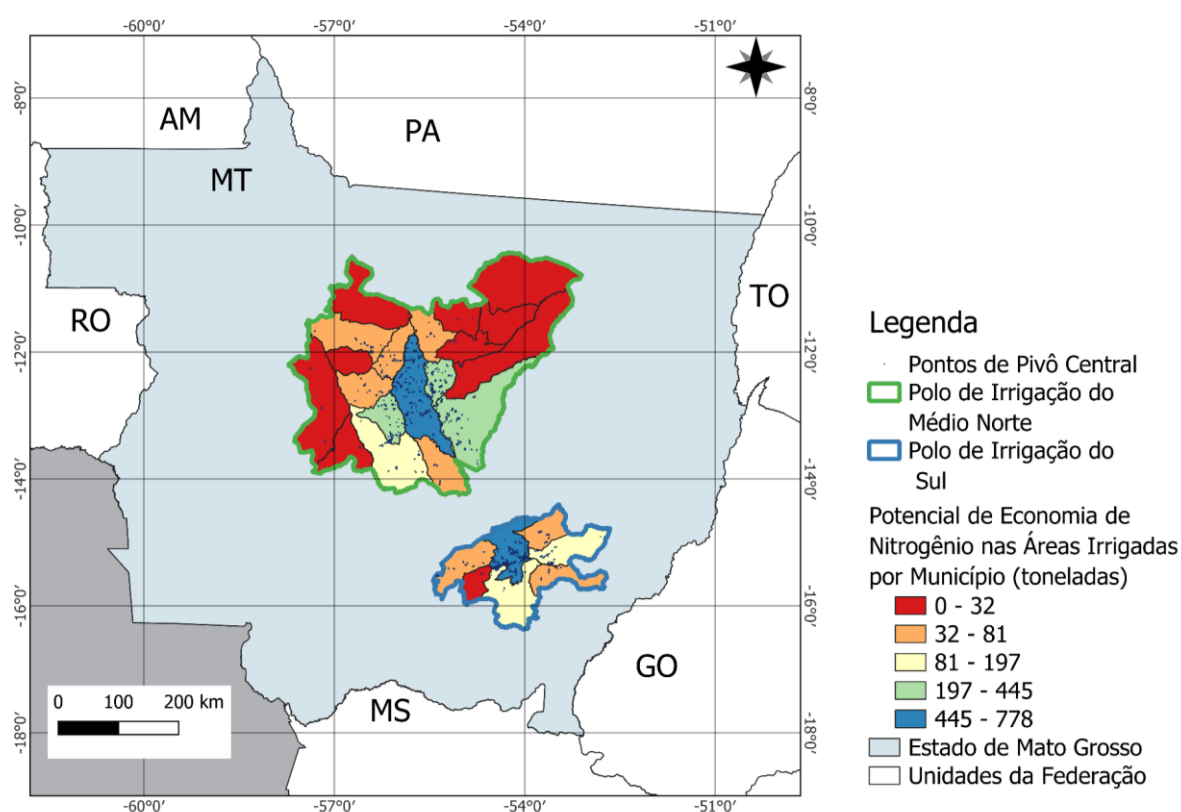 -60°0′ -57°0′ -54°0′ -51°0′
-8°0′ -8°0′
AM PA
MT
-10°0′ -10°0′
TO
RO
-12°0′ -12°0′
-14°0′ -14°0′
-16°0′ -16°0′
GO
0 100 200 km
MS
-18°0′ -18°0′
-60°0′ -57°0′ -54°0′ -51°0′
Legenda
Pontos de Pivô Central
Polo de Irrigação do
Médio Norte
Polo de Irrigação do
Sul
Potencial de Economia de
Nitrogênio nas Áreas Irrigadas
por Município (toneladas)
0 - 32
32 - 81
81 - 197
197 - 445
445 - 778
Estado de Mato Grosso
Unidades da Federação